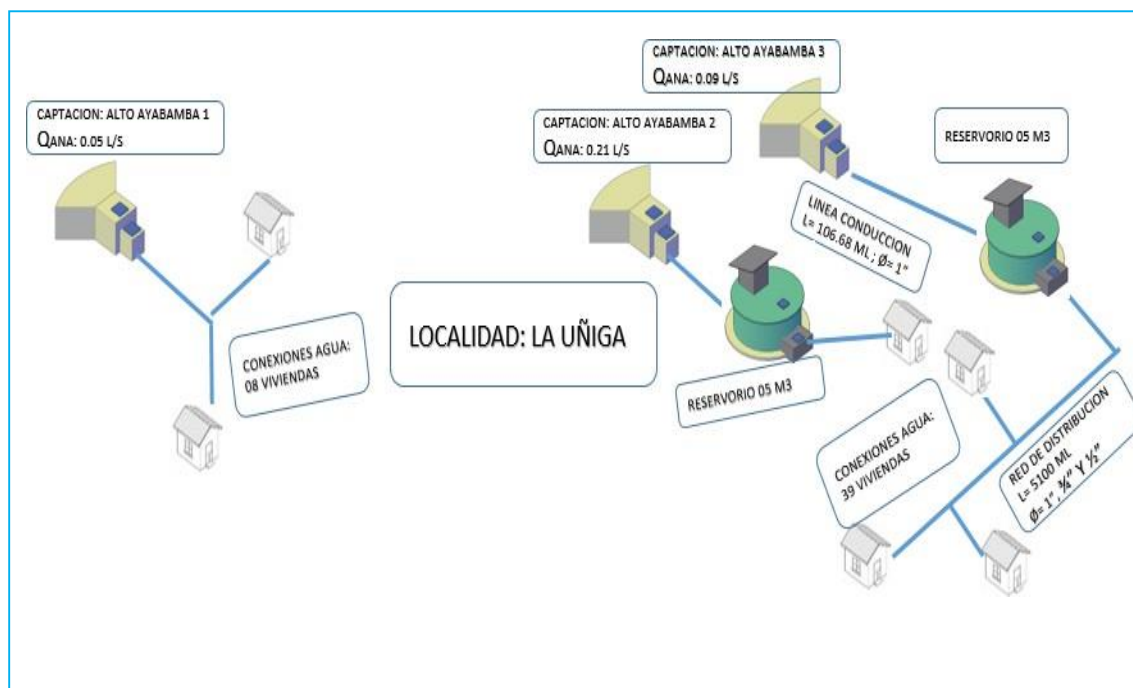 CAPTACION: ALTO AYABAMBA 1
QANA: 0.05 L/S
CAPTACION: ALTO AYABAMBA 3
QANA: 0.09 L/S
CAPTACION: ALTO AYABAMBA 2
QANA: 0.21 L/S
RESERVORIO 05 M3
LINEA CONDUCCION
L= 106.68 ML ; Ø= 1"
LOCALIDAD: LA UÑIGA
CONEXIONES AGUA:
08 VIVIENDAS
RESERVORIO 05 M3
CONEXIONES AGUA:
39 VIVIENDAS
RED DE DISTRIBUCION
L= 5100 ML
Ø= 1", ¾" Y ½"